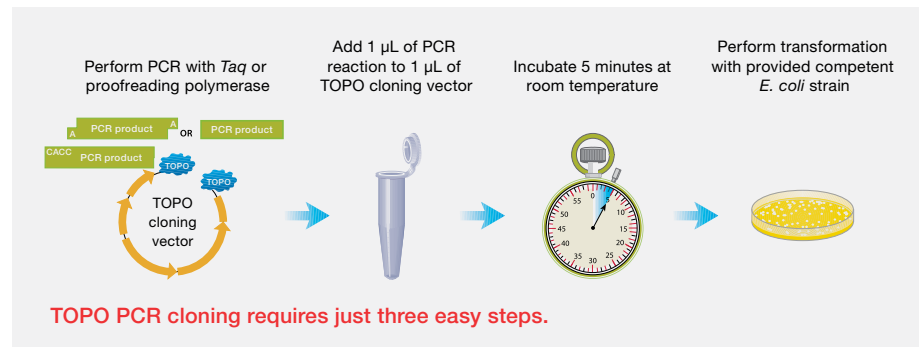 Perform PCR with Taq or
proofreading polymerase
Add 1 µL of PCR
reaction to 1 µL of
TOPO cloning vector
Incubate 5 minutes at
room temperature
Perform transformation
with provided competent
E. coli strain
A PCR product A
OR
PCR product
CACC PCR product
TOPO
TOPO
TOPO
cloning
vector
0
5
10
15
20
25
30
35
40
45
50
55
TOPO PCR cloning requires just three easy steps.